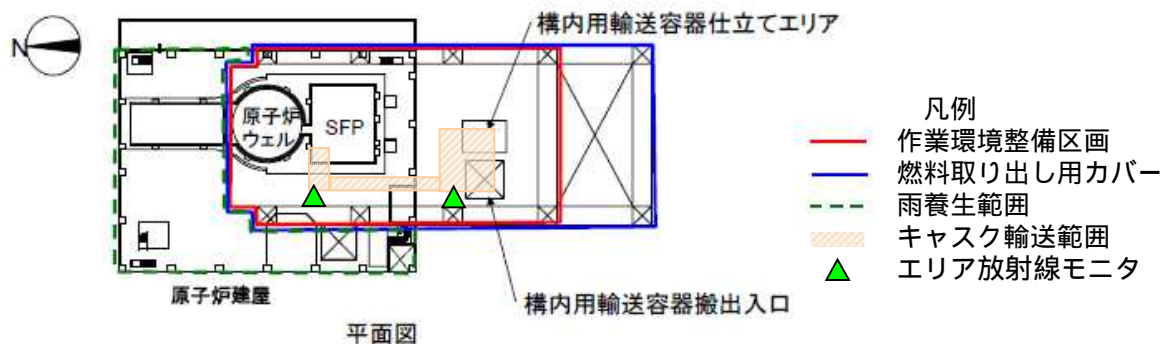 N
構内用輸送容器仕立てエリア
原子炉
ウェル
SFP
原子炉建屋
構内用輸送容器搬出入口
平面図
凡例
作業環境整備区画
燃料取り出し用カバー
雨養生範囲
キャスク輸送範囲
エリア放射線モニタ